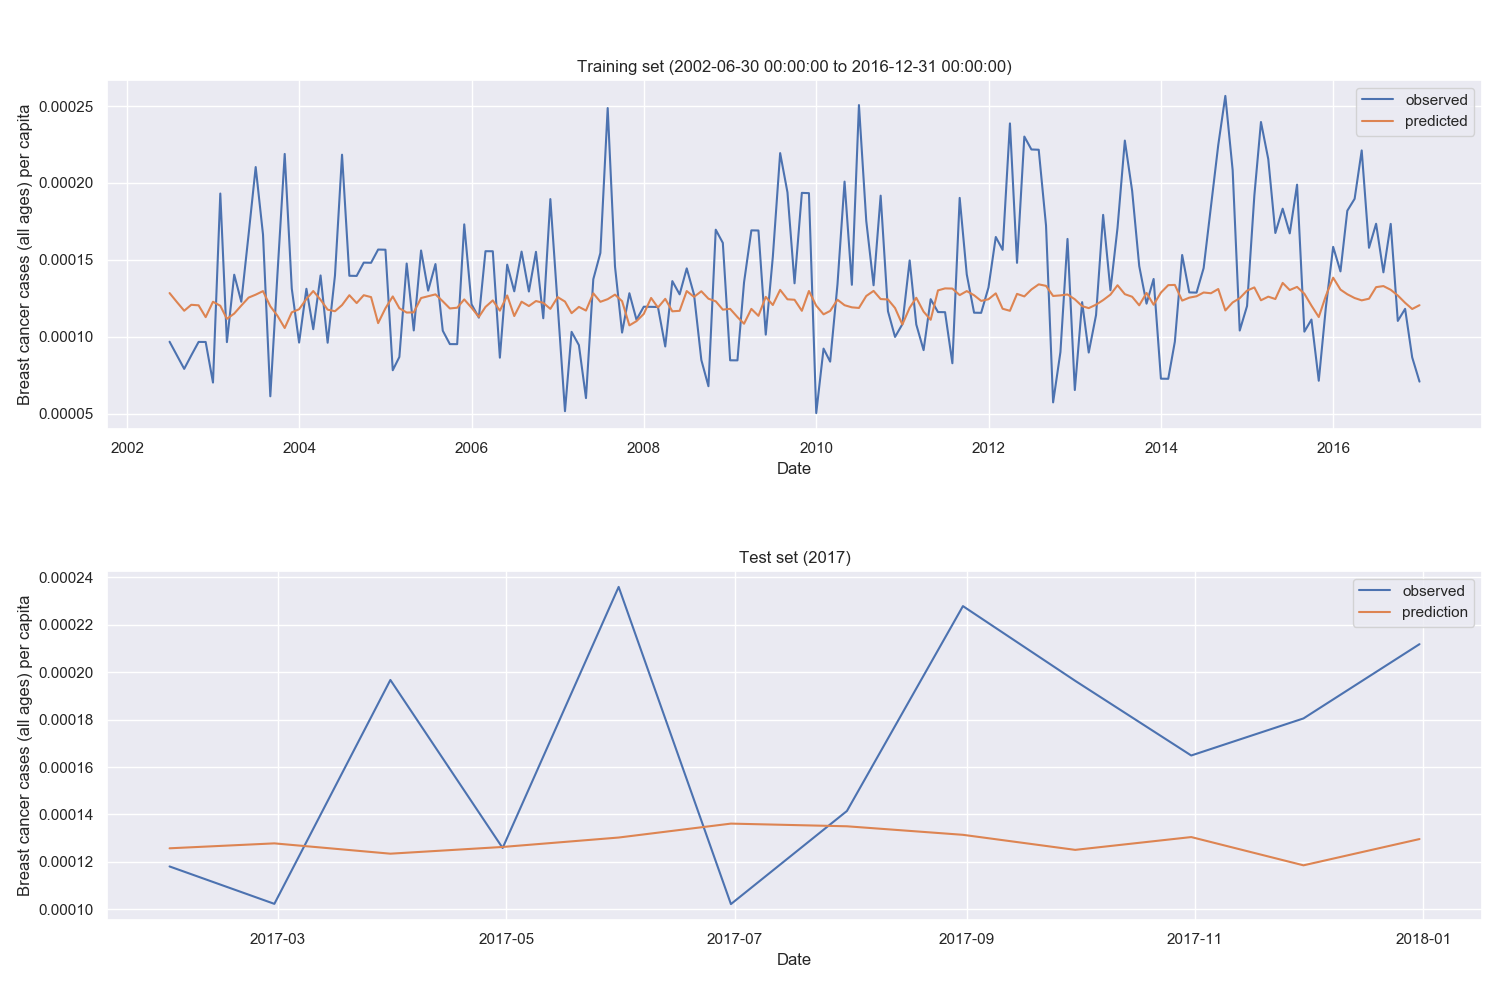 Training set (2002-06-30 00:00:00 to 2016-12-31 00:00:00)
Breast cancer cases (all ages) per capita
0.00025
0.00020
0.00015
0.00010
0.00005
observed
predicted
2002 2004 2006 2008 2010 2012 2014 2016
Date
Test set (2017)
Breast cancer cases (all ages) per capita
0.00024
0.00022
0.00020
0.00018
0.00016
0.00014
0.00012
0.00010
observed
prediction
2017-03 2017-05 2017-07 2017-09 2017-11 2018-01
Date